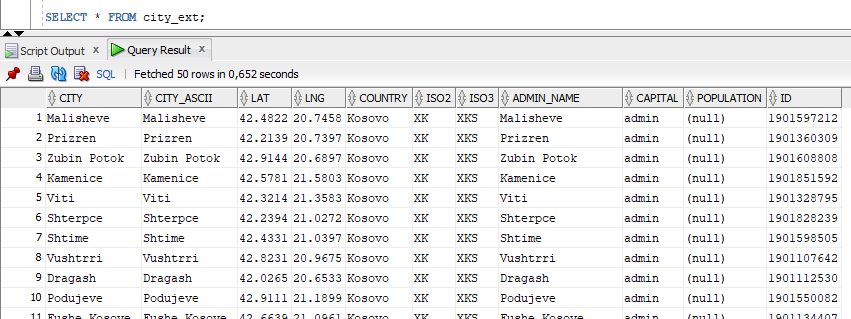 SELECT * FROM city_ext;
Script Output x Query Result x
SQL | Fetched 50 rows in 0,652 seconds
CITY CITY_ASCII LAT LNG COUNTRY ISO2 ISO3 ADMIN_NAME CAPITAL POPULATION ID
1 Malisheve Malisheve 42.4822 20.7458 Kosovo XK XKS Malisheve admin (null) 1901597212
2 Prizren Prizren 42.2139 20.7397 Kosovo XK XKS Prizren admin (null) 1901360309
3 Zubin Potok Zubin Potok 42.9144 20.6897 Kosovo XK XKS Zubin Potok admin (null) 1901608808
4 Kamenice Kamenice 42.5781 21.5803 Kosovo XK XKS Kamenice admin (null) 1901851592
5 Viti Viti 42.3214 21.3583 Kosovo XK XKS Viti admin (null) 1901328795
6 Shterpce Shterpce 42.2394 21.0272 Kosovo XK XKS Shterpce admin (null) 1901828239
7 Shtime Shtime 42.4331 21.0397 Kosovo XK XKS Shtime admin (null) 1901598505
8 Vushtrri Vushtrri 42.8231 20.9675 Kosovo XK XKS Vushtrri admin (null) 1901107642
9 Dragash Dragash 42.0265 20.6533 Kosovo XK XKS Dragash admin (null) 1901112530
10 Podujeve Podujeve 42.9111 21.1899 Kosovo XK XKS Podujeve admin (null) 1901550082
11 Fushe Kosove Fushe Kosove 42.6639 21.0961 Kosovo XK XKS Fushe Kosove admin (null) 1901134407